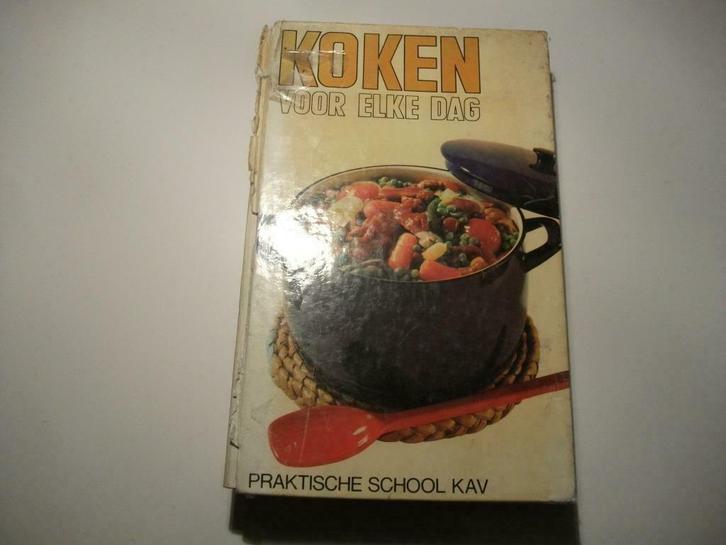 KOKEN
VOOR ELKE DAG
PRAKTISCHE SCHOOL KAV